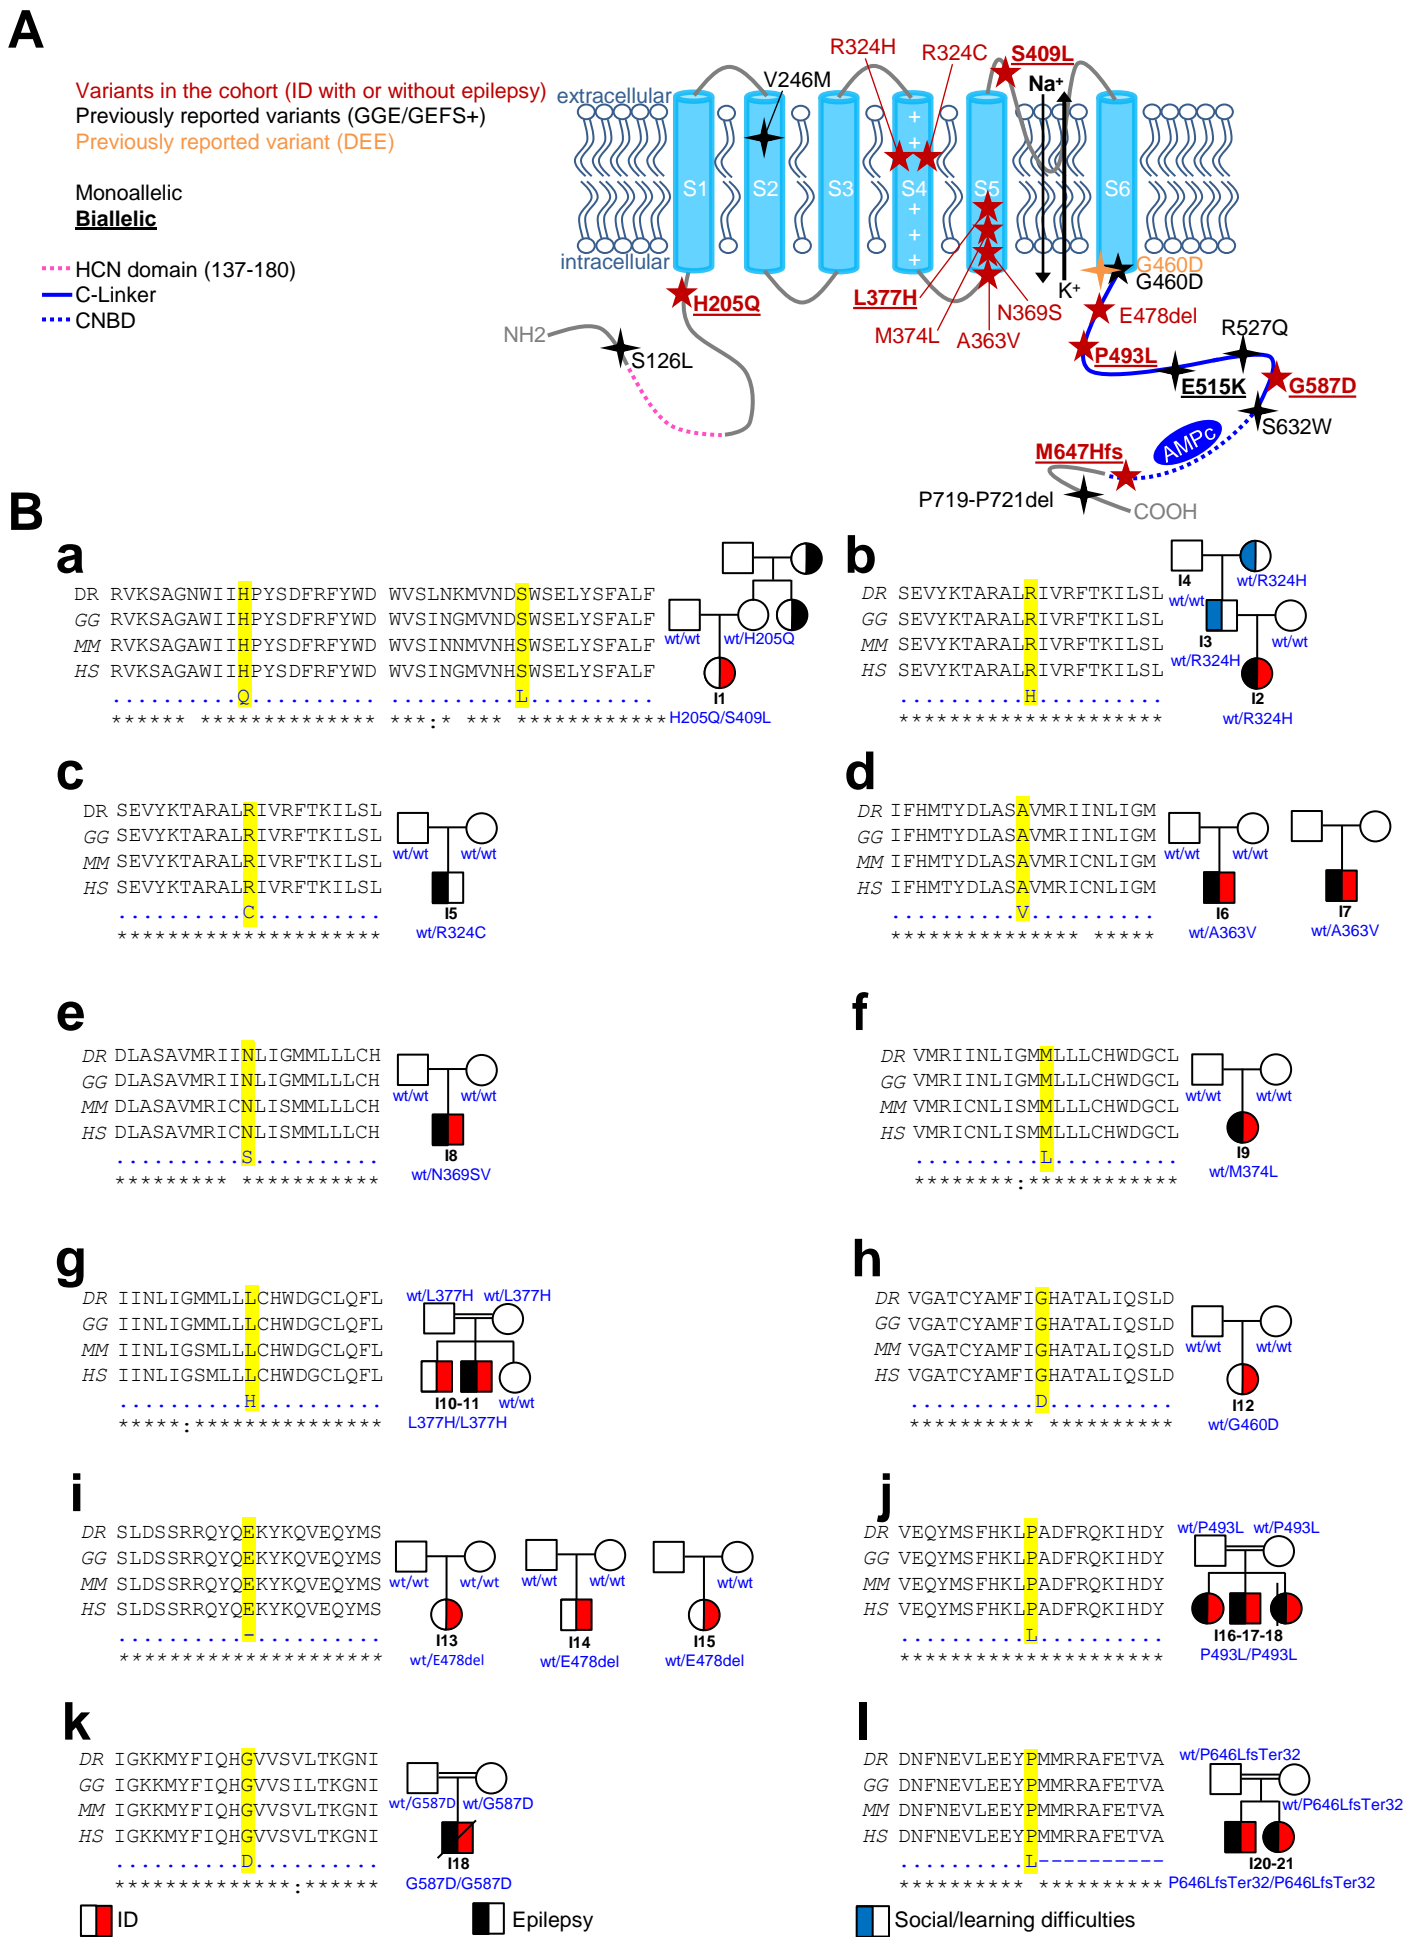 A
Variants in the cohort (ID with or without epilepsy)
Previously reported variants (GGE/GEFS+)
Previously reported variant (DEE)
Monoallelic
Biallelic
HCN domain (137-180)
C-Linker
CNBD
extracellular
intracellular
R324H
R324C
S409L
V246M
Na⁺
S1
S2
S3
S4
S5
S6
+
+
+
+
+
K⁺
G460D
G460D
H205Q
L377H
N369S
M374L
A363V
E478del
NH2
S126L
P493L
R527Q
E515K
G587D
S632W
AMPc
M647Hfs
P719-P721del
COOH
B
a
DR RVKSAGNWIIHPYSDFRFYWD WVSLNKMVNDSWSELYSFALF
GG RVKSAGAWIIHPYSDFRFYWD WVSINGMVNDSWSELYSFALF
MM RVKSAGAWIIHPYSDFRFYWD WVSINNMVNHSWSELYSFALF
HS RVKSAGAWIIHPYSDFRFYWD WVSINGMVNHSWSELYSFALF
..........Q.......... ..........L..........
****** ************** ***:* *** ************
wt/wt
wt/H205Q
I1
H205Q/S409L
b
DR SEVYKTARALRIVRFTKILSL
GG SEVYKTARALRIVRFTKILSL
MM SEVYKTARALRIVRFTKILSL
HS SEVYKTARALRIVRFTKILSL
..........H..........
*********************
I4
wt/wt
wt/R324H
I3
wt/R324H
wt/wt
I2
wt/R324H
c
DR SEVYKTARALRIVRFTKILSL
GG SEVYKTARALRIVRFTKILSL
MM SEVYKTARALRIVRFTKILSL
HS SEVYKTARALRIVRFTKILSL
..........C..........
*********************
wt/wt
wt/wt
I5
wt/R324C
d
DR IFHMTYDLASAVMRIINLIGM
GG IFHMTYDLASAVMRIINLIGM
MM IFHMTYDLASAVMRICNLIGM
HS IFHMTYDLASAVMRICNLIGM
..........V..........
*************** *****
wt/wt
wt/wt
I6
wt/A363V
I7
wt/A363V
e
DR DLASAVMRIINLIGMMLLLCH
GG DLASAVMRIINLIGMMLLLCH
MM DLASAVMRICNLISMMLLLCH
HS DLASAVMRICNLISMMLLLCH
..........S..........
********* ***********
wt/wt
wt/wt
I8
wt/N369SV
f
DR VMRIINLIGMMLLLCHWDGCL
GG VMRIINLIGMMLLLCHWDGCL
MM VMRICNLISMMLLLCHWDGCL
HS VMRICNLISMMLLLCHWDGCL
..........L..........
********:************
wt/wt
wt/wt
I9
wt/M374L
g
DR IINLIGMMLLLCHWDGCLQFL
GG IINLIGMMLLLCHWDGCLQFL
MM IINLIGSMLLLCHWDGCLQFL
HS IINLIGSMLLLCHWDGCLQFL
..........H..........
*****:***************
wt/L377H
wt/L377H
I10-11
wt/wt
L377H/L377H
h
DR VGATCYAMFIGHATALIQSLD
GG VGATCYAMFIGHATALIQSLD
MM VGATCYAMFIGHATALIQSLD
HS VGATCYAMFIGHATALIQSLD
..........D..........
********** **********
wt/wt
wt/wt
I12
wt/G460D
i
DR SLDSSRRQYQEKYKQVEQYMS
GG SLDSSRRQYQEKYKQVEQYMS
MM SLDSSRRQYQEKYKQVEQYMS
HS SLDSSRRQYQEKYKQVEQYMS
..........–..........
*********************
wt/wt
wt/wt
I13
wt/E478del
wt/wt
wt/wt
I14
wt/E478del
wt/wt
I15
wt/E478del
j
DR VEQYMSFHKLPADFRQKIHDY
GG VEQYMSFHKLPADFRQKIHDY
MM VEQYMSFHKLPADFRQKIHDY
HS VEQYMSFHKLPADFRQKIHDY
..........L..........
*********************
wt/P493L
wt/P493L
I16-17-18
P493L/P493L
k
DR IGKKMYFIQHGVVSVLTKGNI
GG IGKKMYFIQHGVVSILTKGNI
MM IGKKMYFIQHGVVSVLTKGNI
HS IGKKMYFIQHGVVSVLTKGNI
..........D..........
**************:******
wt/G587D
wt/G587D
I18
G587D/G587D
l
DR DNFNEVLEEYPMMRRAFETVA
GG DNFNEVLEEYPMMRRAFETVA
MM DNFNEVLEEYPMMRRAFETVA
HS DNFNEVLEEYPMMRRAFETVA
..........L----------
********** **********
wt/P646LfsTer32
wt/P646LfsTer32
I20-21
P646LfsTer32/P646LfsTer32
ID
Epilepsy
Social/learning difficulties